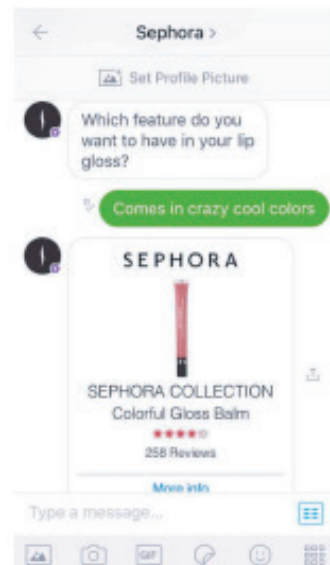 Sephora >
Set Profile Picture
Which feature do you
want to have in your lip
gloss?
Comes in crazy cool colors
SEPHORA
SEPHORA COLLECTION
Colorful Gloss Balm
258 Reviews
More info
Type a message...
GIF